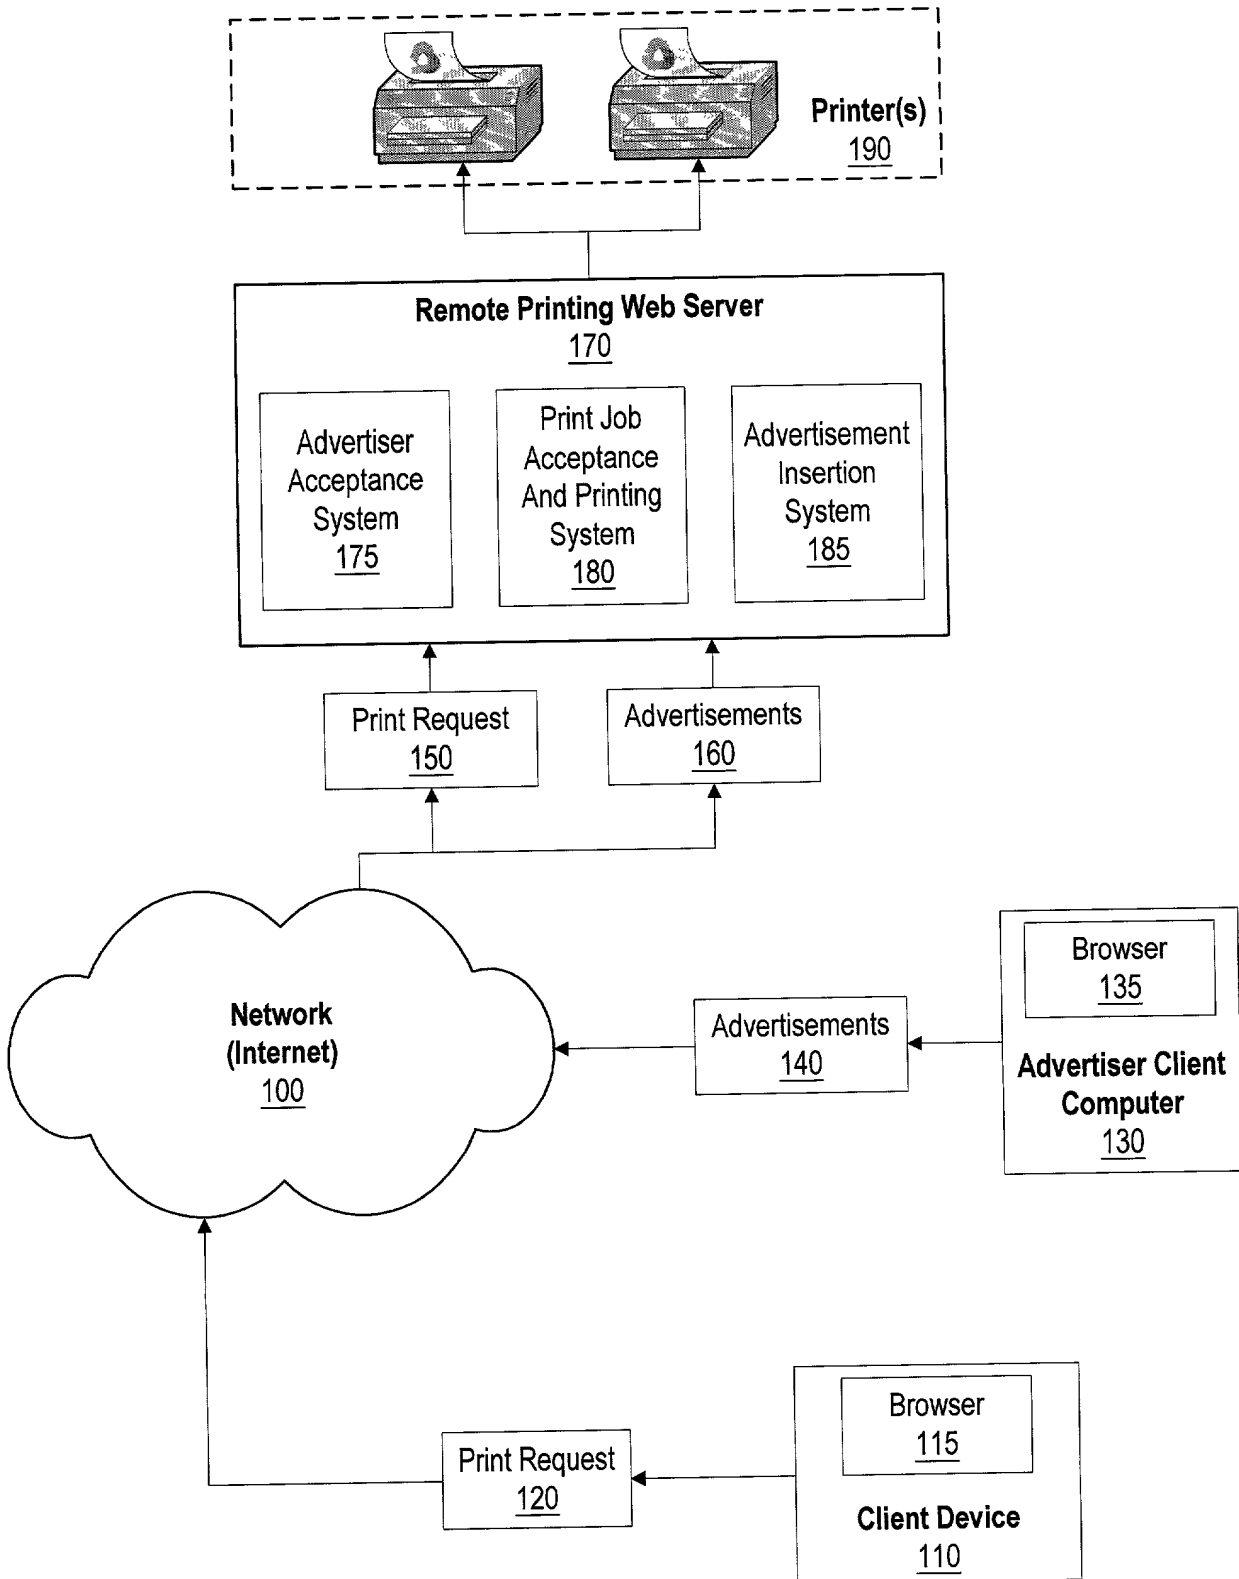 Printer(s)
190
Remote Printing Web Server
170
Advertiser
Acceptance
System
175
Print Job
Acceptance
And Printing
System
180
Advertisement
Insertion
System
185
Print Request
150
Advertisements
160
Network
(Internet)
100
Advertisements
140
Browser
135
Advertiser Client
Computer
130
Print Request
120
Browser
115
Client Device
110